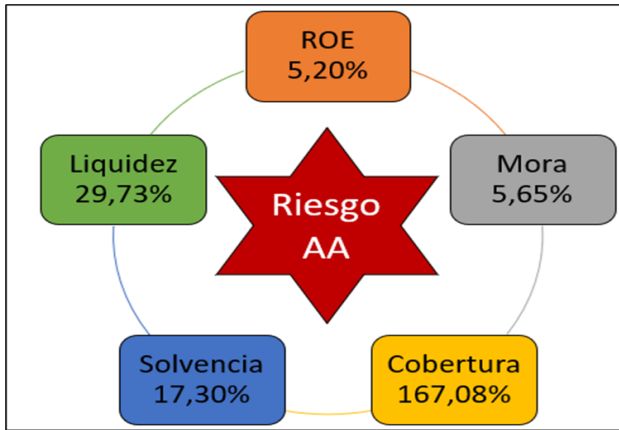 ROE
5,20%
Liquidez
29,73%
Mora
5,65%
Riesgo
AA
Solvencia
17,30%
Cobertura
167,08%